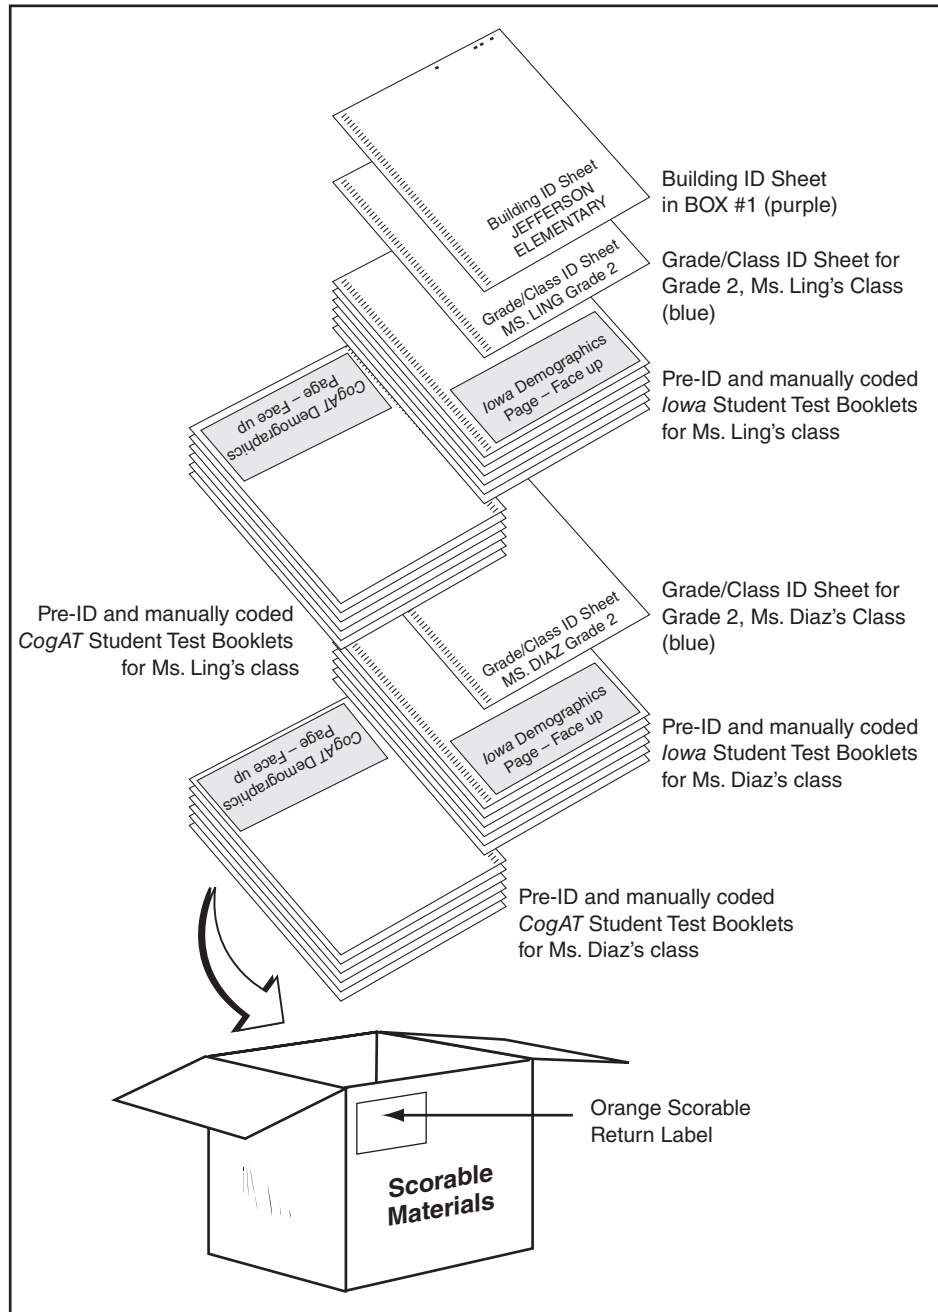 Building ID Sheet
JEFFERSON
ELEMENTARY
Building ID Sheet
in BOX #1 (purple)
Grade/Class ID Sheet
MS. LING Grade 2
Grade/Class ID Sheet for
Grade 2, Ms. Ling's Class
(blue)
Iowa Demographics
Page – Face up
Pre-ID and manually coded
Iowa Student Test Booklets
for Ms. Ling's class
CogAT Demographics
Page – Face up
Pre-ID and manually coded
CogAT Student Test Booklets
for Ms. Ling's class
Grade/Class ID Sheet
MS. DIAZ Grade 2
Grade/Class ID Sheet for
Grade 2, Ms. Diaz's Class
(blue)
Iowa Demographics
Page – Face up
Pre-ID and manually coded
Iowa Student Test Booklets
for Ms. Diaz's class
CogAT Demographics
Page – Face up
Pre-ID and manually coded
CogAT Student Test Booklets
for Ms. Diaz's class
Orange Scorable
Return Label
Scorable
Materials